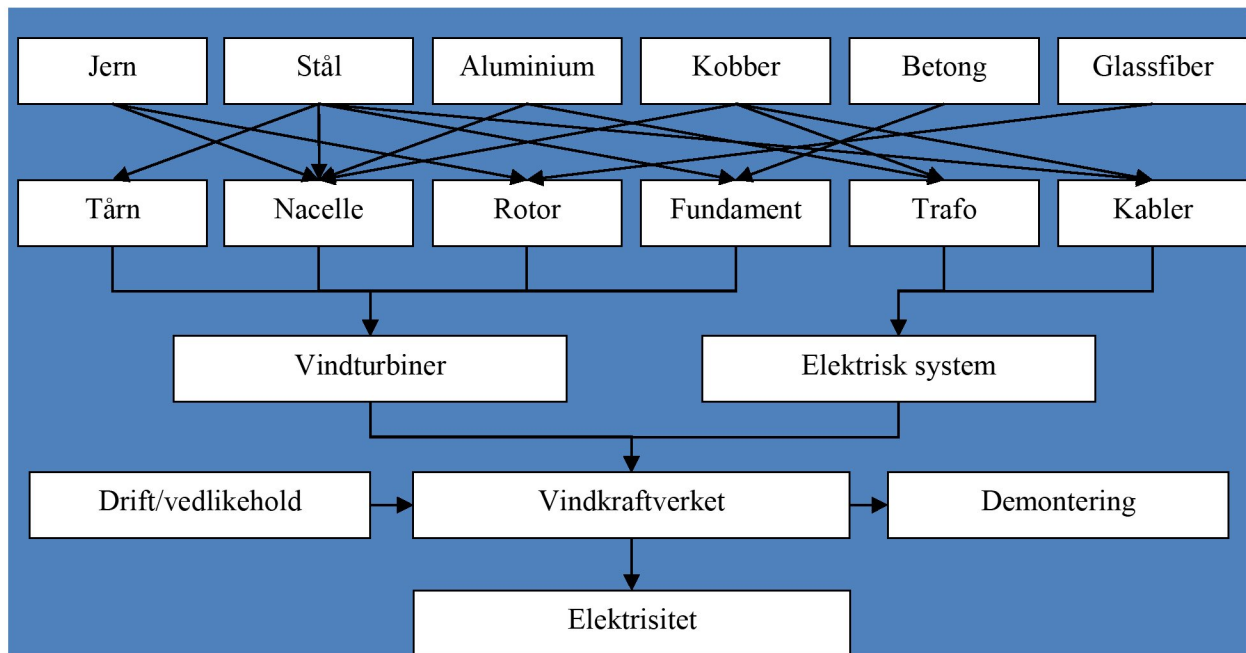 Jern
Stål
Aluminium
Kobber
Betong
Glassfiber
Tårn
Nacelle
Rotor
Fundament
Trafo
Kabler
Vindturbiner
Elektrisk system
Drift/vedlikehold
Vindkraftverket
Demontering
Elektrisitet